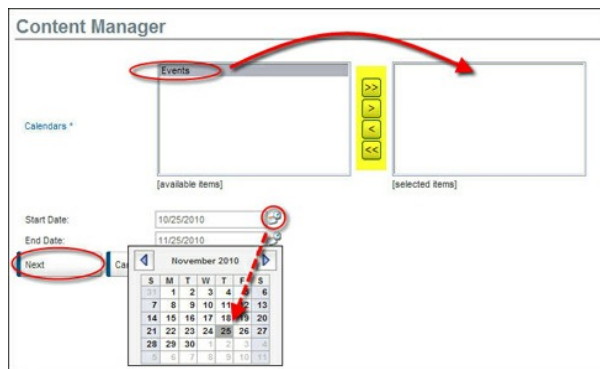 Content Manager
Events
>>
>
<
<<
Calendars *
[available items]
[selected items]
Start Date:
10/25/2010
End Date:
11/25/2010
Next
November 2010
S M T W T F S
31 1 2 3 4 5 6
7 8 9 10 11 12 13
14 15 16 17 18 19 20
21 22 23 24 25 26 27
28 29 30 1 2 3 4
5 6 7 8 9 10 11